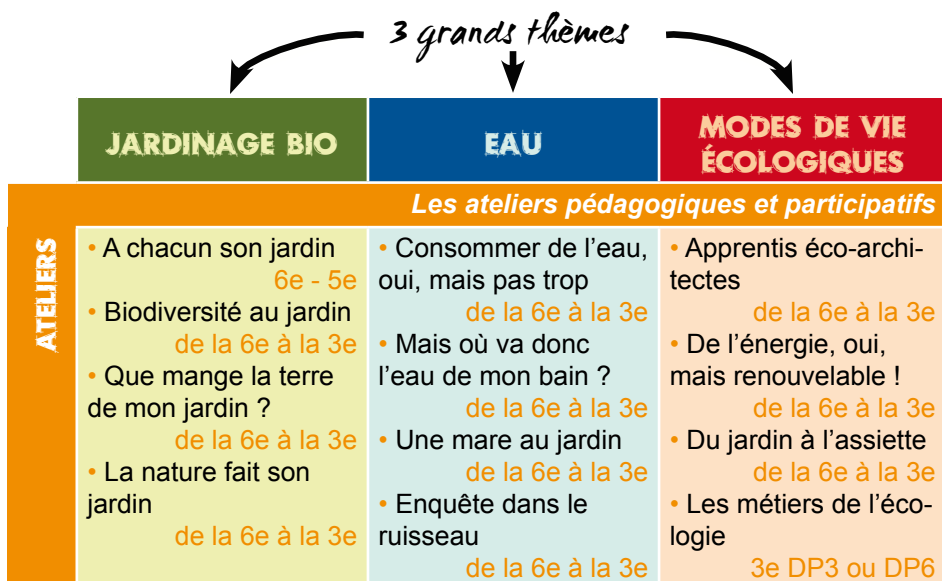 3 grands thèmes
JARDINAGE BIO
EAU
MODES DE VIE
ÉCOLOGIQUES
Les ateliers pédagogiques et participatifs
ATELIERS
• A chacun son jardin
6e - 5e
• Biodiversité au jardin
de la 6e à la 3e
• Que mange la terre
de mon jardin ?
de la 6e à la 3e
• La nature fait son
jardin
de la 6e à la 3e
• Consommer de l'eau,
oui, mais pas trop
de la 6e à la 3e
• Mais où va donc
l'eau de mon bain ?
de la 6e à la 3e
• Une mare au jardin
de la 6e à la 3e
• Enquête dans le
ruisseau
de la 6e à la 3e
• Apprentis éco-archi-
tectes
de la 6e à la 3e
• De l'énergie, oui,
mais renouvelable !
de la 6e à la 3e
• Du jardin à l'assiette
de la 6e à la 3e
• Les métiers de l'éco-
logie
3e DP3 ou DP6